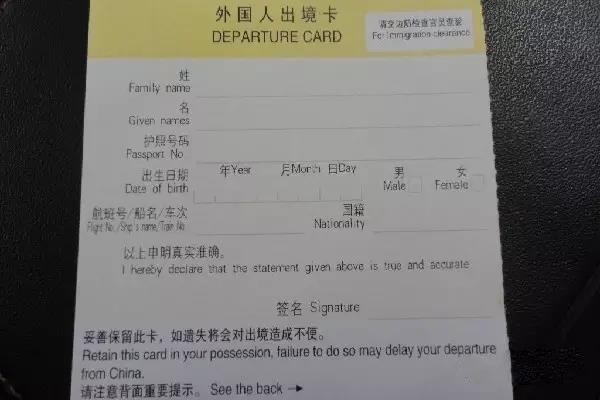 外国人出境卡
DEPARTURE CARD
请交边防检查官员查验
For Immigration clearance
姓
Family name
名
Given names
护照号码
Passport No.
出生日期 年Year 月Month 日Day 男 女
Date of birth Male Female
航班号/船名/车次 国籍
Flight No./Ship's name/Train No. Nationality
以上申明真实准确。
I hereby declare that the statement given above is true and accurate
签名 Signature
妥善保留此卡，如遗失将会对出境造成不便。
Retain this card in your possession, failure to do so may delay your departure
from China.
请注意背面重要提示。 See the back →